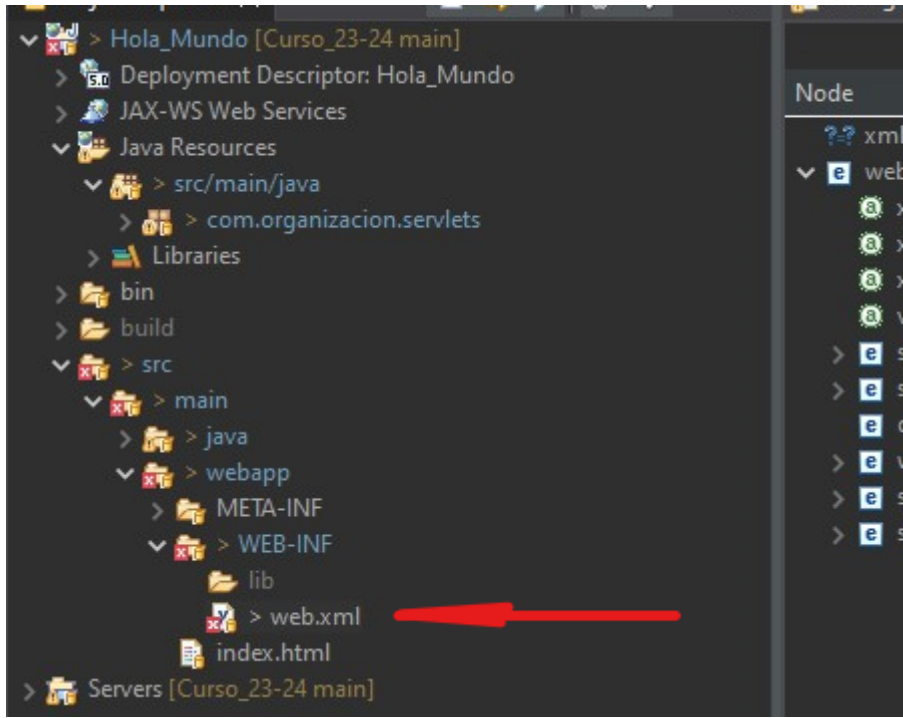 > Hola_Mundo [Curso_23-24 main]
5.0 Deployment Descriptor: Hola_Mundo
JAX-WS Web Services
Java Resources
> src/main/java
> com.organizacion.servlets
Libraries
bin
build
> src
> main
> java
> webapp
META-INF
> WEB-INF
lib
> web.xml
index.html
Servers [Curso_23-24 main]
Node
?=? xml
e web
a
a
a
a
e
e
e
e
e
e